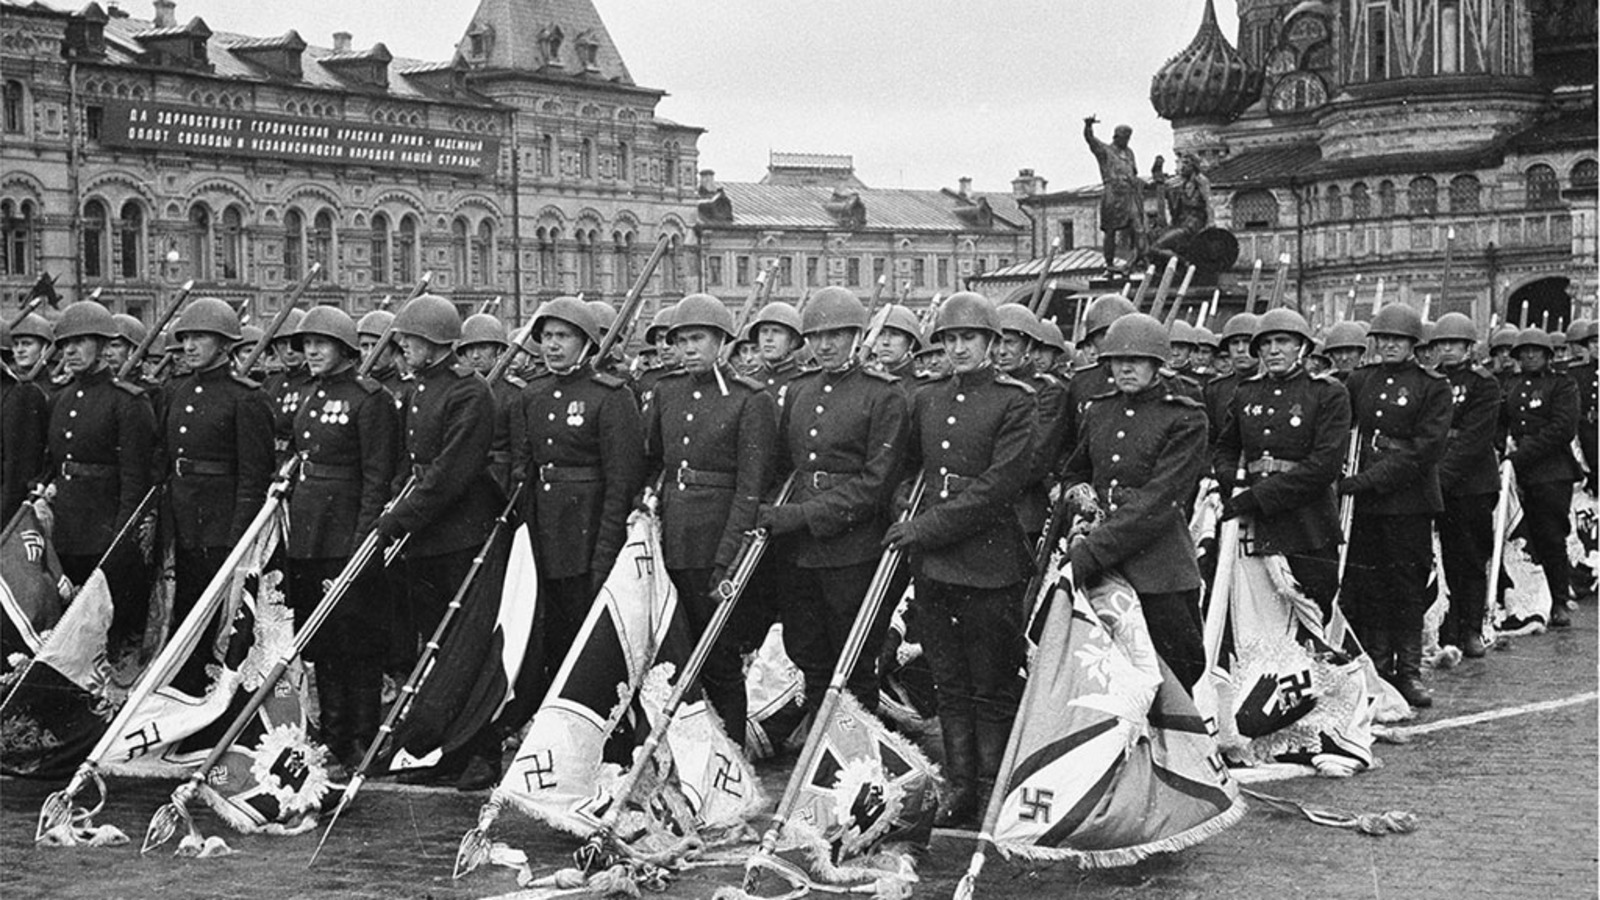 ДА ЗДРАВСТВУЕТ ГЕРОИЧЕСКАЯ КРАСНАЯ АРМИЯ - НАДЕЖНЫЙ
ОПЛОТ СВОБОДЫ И НЕЗАВИСИМОСТИ НАРОДОВ НАШЕЙ СТРАНЫ!